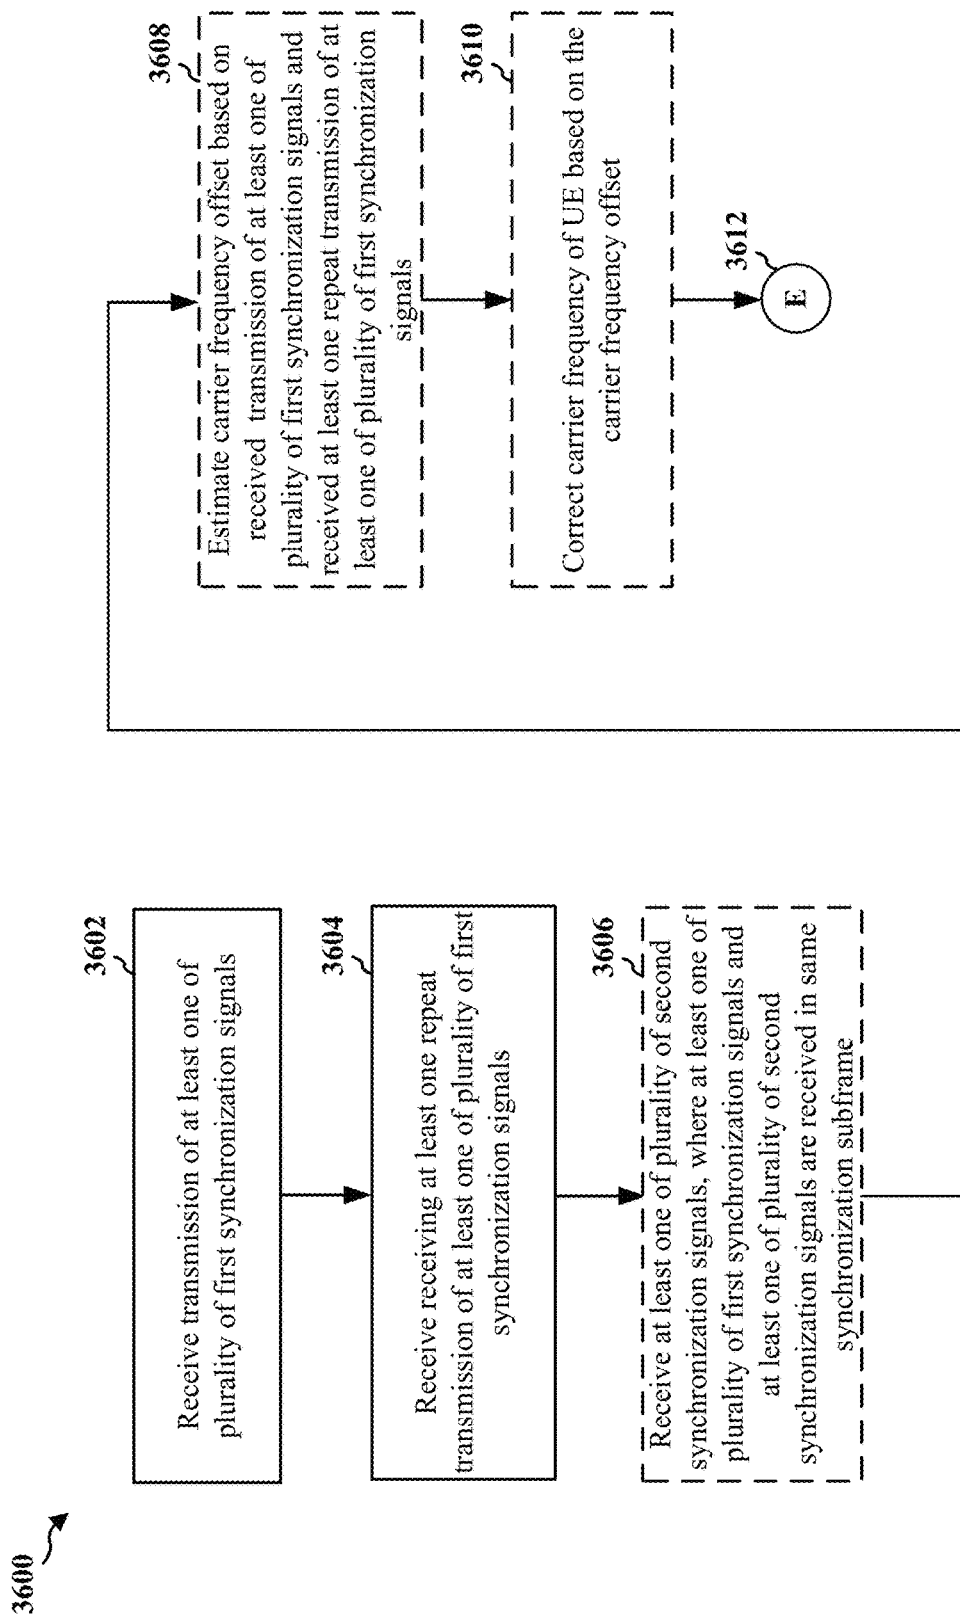 3600
3602
Receive transmission of at least one of
plurality of first synchronization signals
3604
Receive receiving at least one repeat
transmission of at least one of plurality of first
synchronization signals
3606
Receive at least one of plurality of second
synchronization signals, where at least one of
plurality of first synchronization signals and
at least one of plurality of second
synchronization signals are received in same
synchronization subframe
3608
Estimate carrier frequency offset based on
received transmission of at least one of
plurality of first synchronization signals and
received at least one repeat transmission of at
least one of plurality of first synchronization
signals
3610
Correct carrier frequency of UE based on the
carrier frequency offset
3612
E